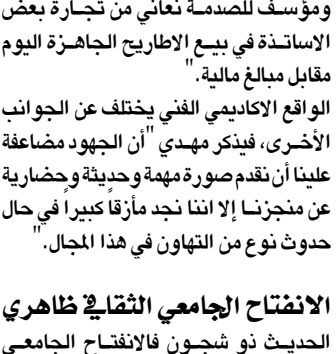 ومؤسف للصدمة نعاني من تجارة بعض
الاساتذة في بيع الاطاريح الجاهزة اليوم
مقابل مبالغ مالية."
الواقع الاكاديمي الفني يختلف عن الجوانب
الأخرى، فيذكر مهدي "أن الجهود مضاعفة
علينا أن نقدم صورة مهمة وحديثة وحضارية
عن منجزنا إلا اننا نجد مأزقاً كبيراً في حال
حدوث نوع من التهاون في هذا المجال."
الانفتاح الجامعي الثقافي ظاهري
الحديث ذو شجون فالإنفتاح الجامعي